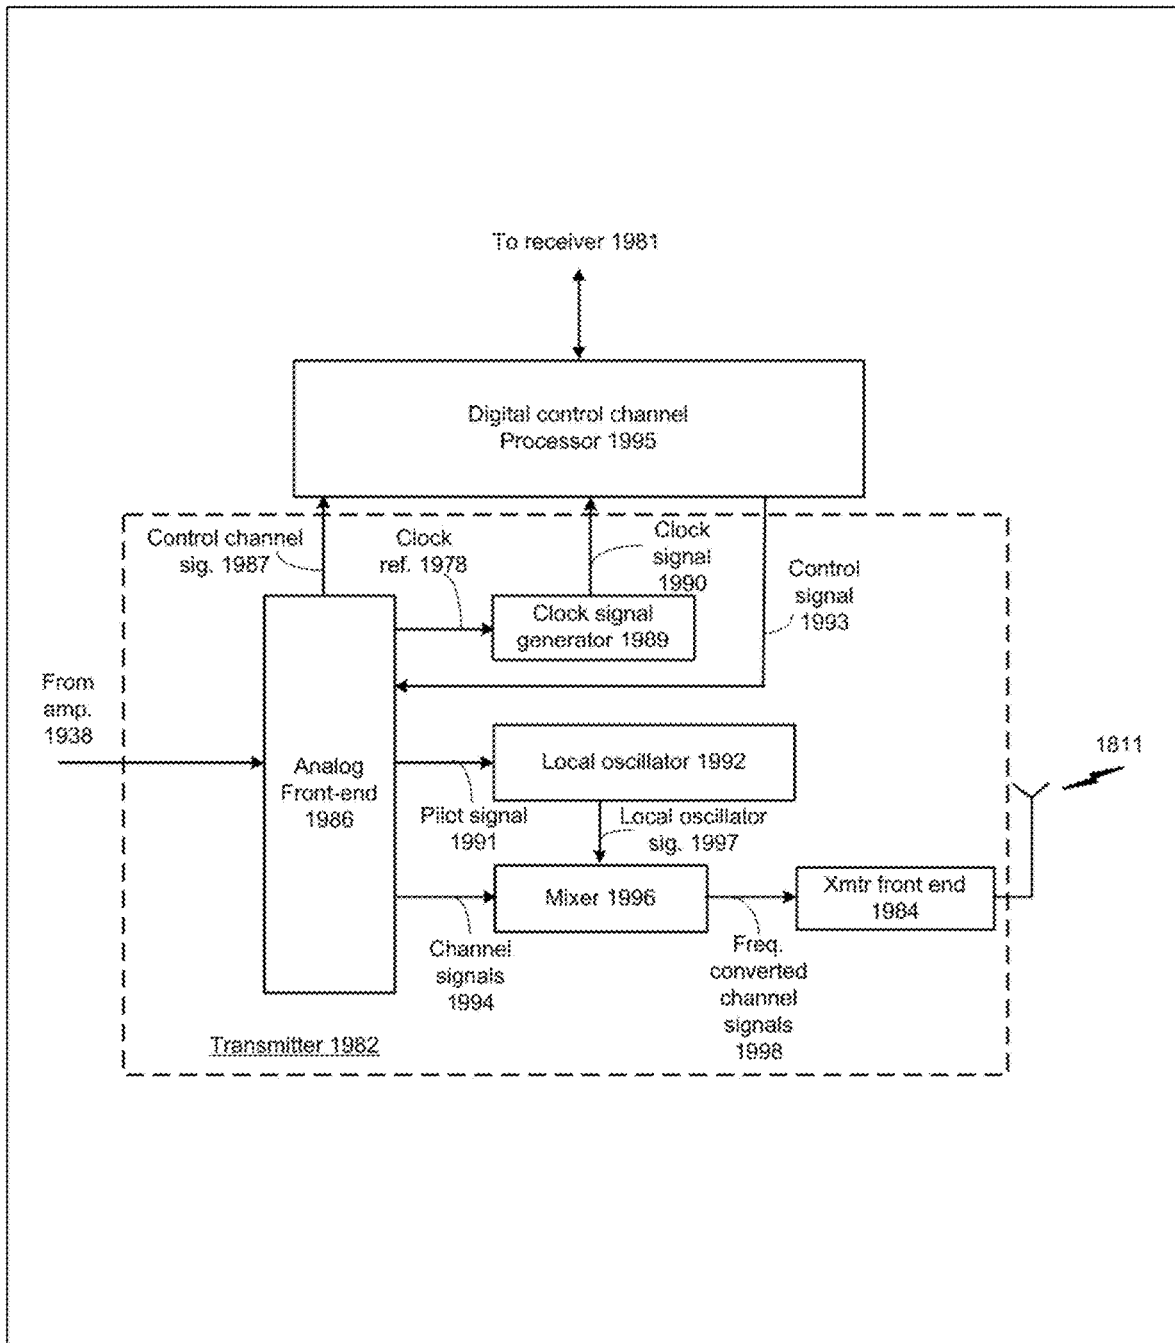 To receiver 1981
Digital control channel
Processor 1995
Control channel
sig. 1987
Clock
ref. 1978
Clock
signal
1990
Control
signal
1993
Clock signal
generator 1989
From
amp.
1938
Analog
Front-end
1986
Local oscillator 1992
1811
Pilot signal
1991
Local oscillator
sig. 1997
Mixer 1996
Xmtr front end
1984
Channel
signals
1994
Freq.
converted
channel
signals
1998
Transmitter 1982